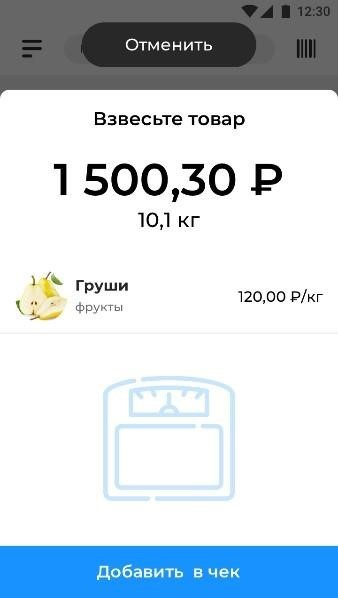 12:30
Отменить
Взвесьте товар
1 500,30 ₽
10,1 кг
Груши
120,00 ₽/кг
фрукты
Добавить в чек